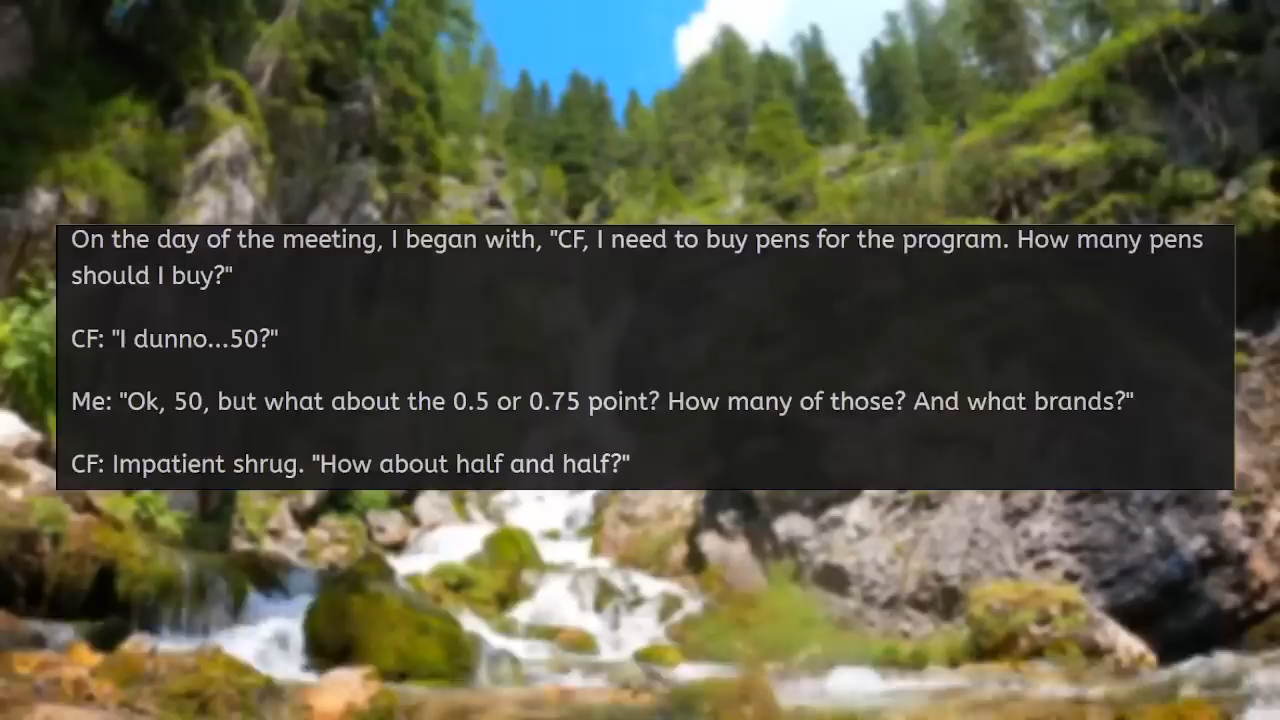 On the day of the meeting, I began with, "CF, I need to buy pens for the program. How many pens
should I buy?"
CF: "I dunno...50?"
Me: "Ok, 50, but what about the 0.5 or 0.75 point? How many of those? And what brands?"
CF: Impatient shrug. "How about half and half?"